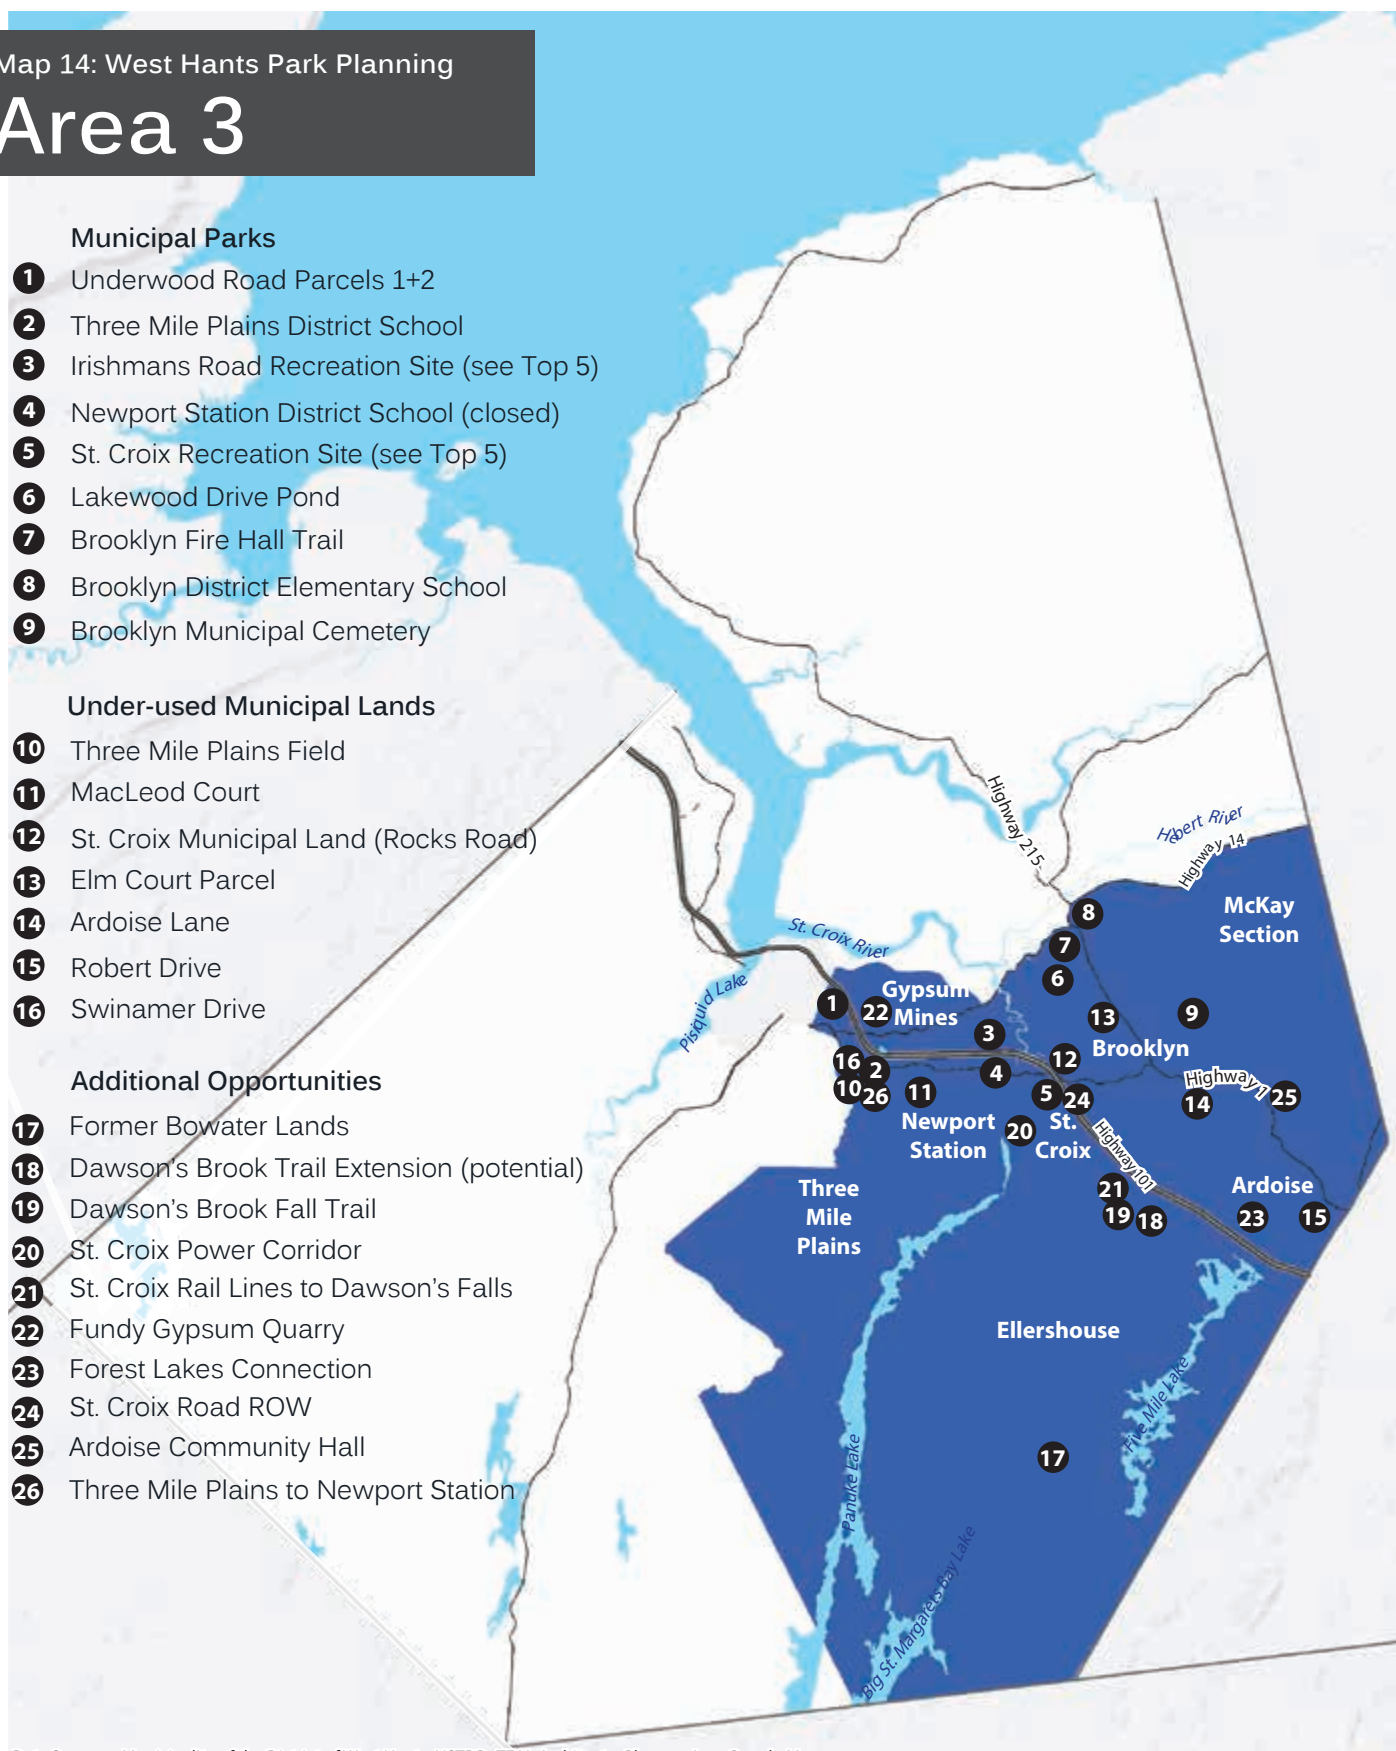 Map 14: West Hants Park Planning
Area 3
Municipal Parks
1 Underwood Road Parcels 1+2
2 Three Mile Plains District School
3 Irishmans Road Recreation Site (see Top 5)
4 Newport Station District School (closed)
5 St. Croix Recreation Site (see Top 5)
6 Lakewood Drive Pond
7 Brooklyn Fire Hall Trail
8 Brooklyn District Elementary School
9 Brooklyn Municipal Cemetery
Under-used Municipal Lands
10 Three Mile Plains Field
11 MacLeod Court
12 St. Croix Municipal Land (Rocks Road)
13 Elm Court Parcel
14 Ardoise Lane
15 Robert Drive
16 Swinamer Drive
Additional Opportunities
17 Former Bowater Lands
18 Dawson's Brook Trail Extension (potential)
19 Dawson's Brook Fall Trail
20 St. Croix Power Corridor
21 St. Croix Rail Lines to Dawson's Falls
22 Fundy Gypsum Quarry
23 Forest Lakes Connection
24 St. Croix Road ROW
25 Ardoise Community Hall
26 Three Mile Plains to Newport Station
Highway 215
Hebert River
Highway 14
McKay
Section
8
7
6
St. Croix River
Pisiquid Lake
Gypsum
Mines
1
22
3
13
9
Brooklyn
12
16
2
4
10
26
11
5
24
Highway 1
14
25
Newport
Station
20
St.
Croix
Highway 101
Three
Mile
Plains
21
19
18
Ardoise
23
15
Ellershouse
Five Mile Lake
Panuke Lake
17
Big St. Margarets Bay Lake